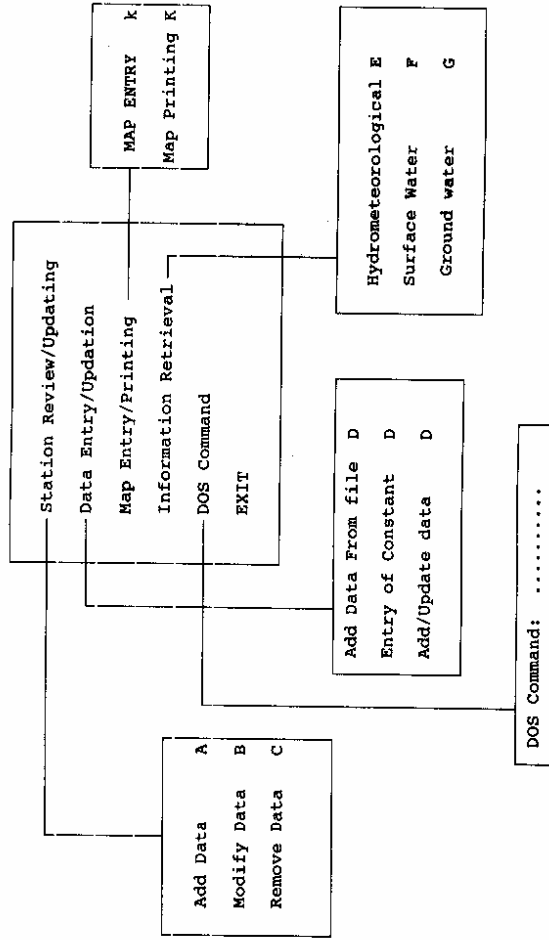 Station Review/Updating
Data Entry/Updation
Map Entry/Printing
Information Retrieval
DOS Command
EXIT
MAP ENTRY k
Map Printing K
Add Data A
Modify Data B
Remove Data C
Add Data From file D
Entry of Constant D
Add/Update data D
Hydrometeorological E
Surface Water F
Ground water G
DOS Command: ..........